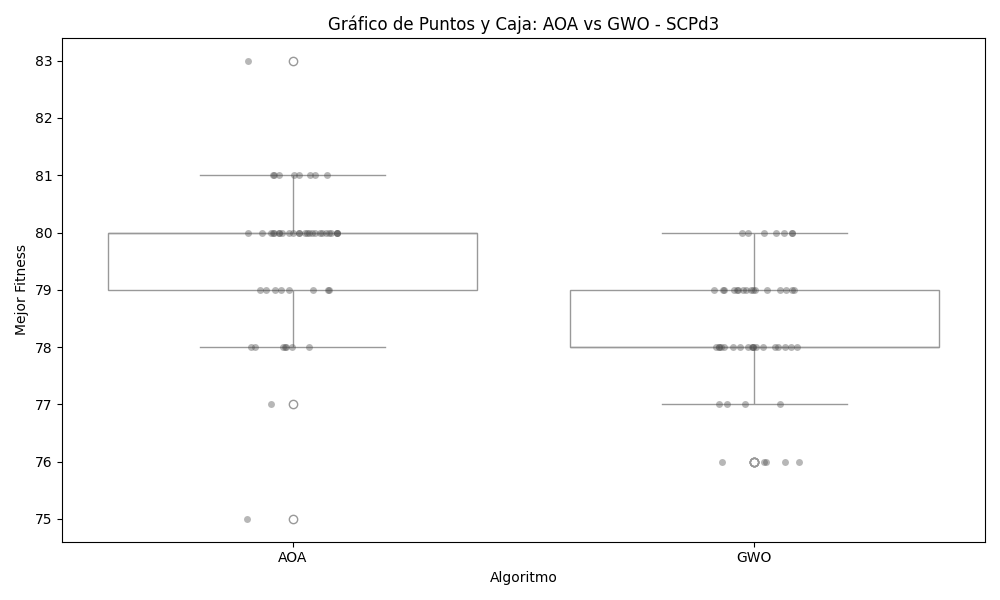 Gráfico de Puntos y Caja: AOA vs GWO - SCPd3
Mejor Fitness
83
82
81
80
79
78
77
76
75
AOA
GWO
Algoritmo